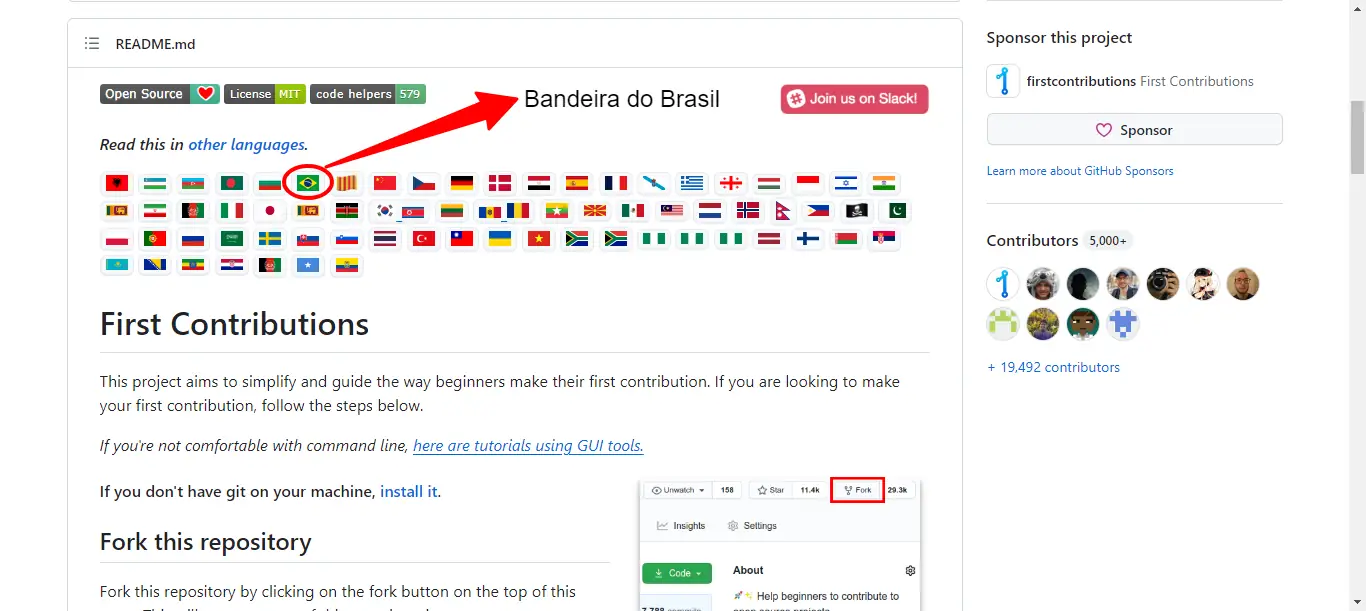 README.md
Open Source
License MIT
code helpers 579
Bandeira do Brasil
Join us on Slack!
Read this in other languages.
First Contributions
This project aims to simplify and guide the way beginners make their first contribution. If you are looking to make
your first contribution, follow the steps below.
If you're not comfortable with command line, here are tutorials using GUI tools.
If you don't have git on your machine, install it.
Fork this repository
Fork this repository by clicking on the fork button on the top of this
Unwatch 158 Star 11.4k Fork 29.3k
Insights Settings
Code About
Help beginners to contribute to
Sponsor this project
firstcontributions First Contributions
Sponsor
Learn more about GitHub Sponsors
Contributors 5,000+
+ 19,492 contributors